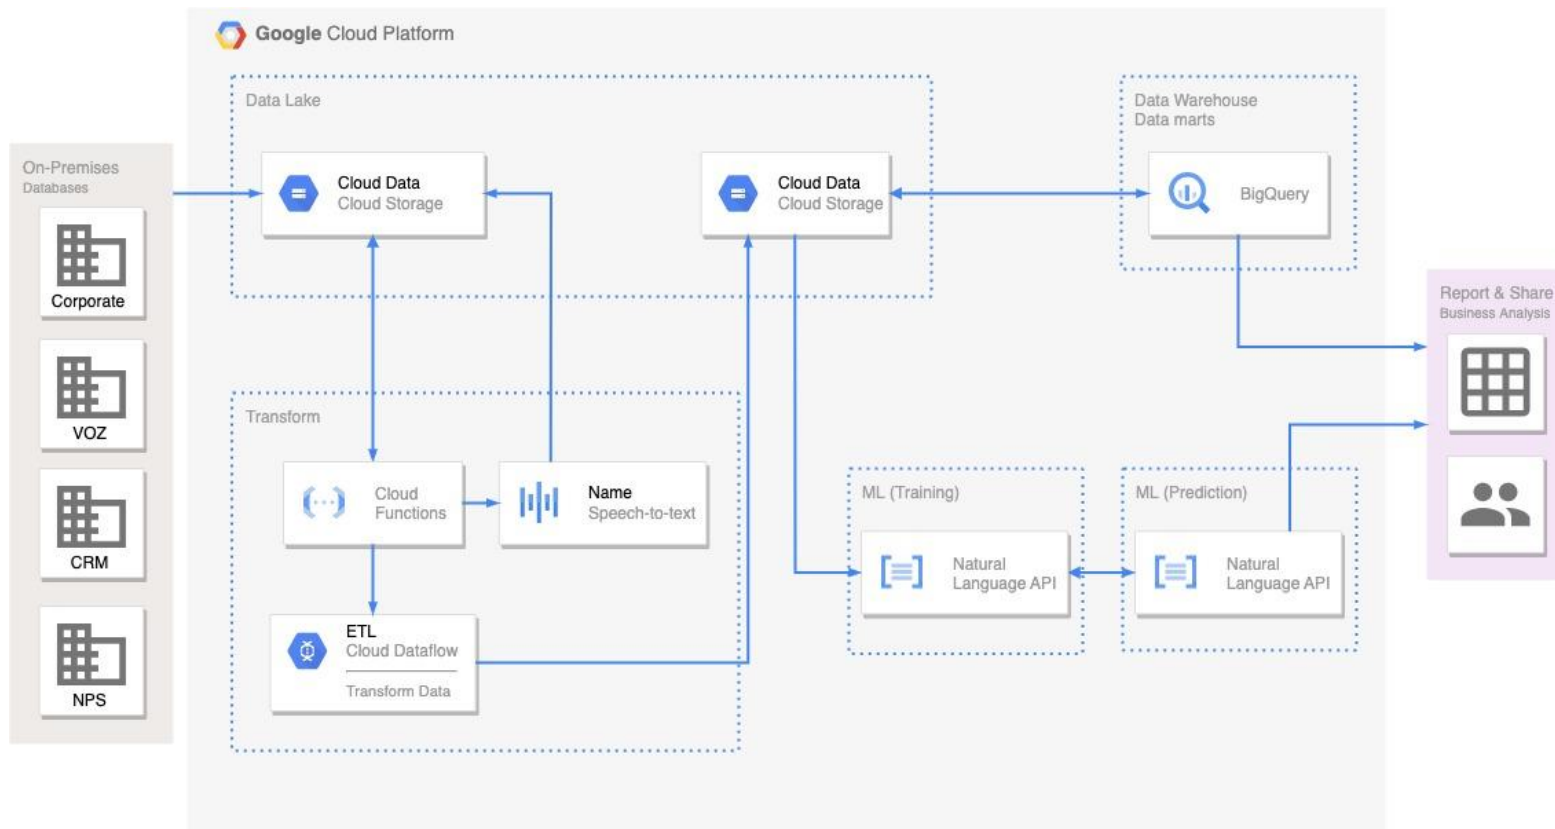 Google Cloud Platform
Data Lake
Cloud Data
Cloud Storage
Cloud Data
Cloud Storage
Data Warehouse
Data marts
BigQuery
On-Premises
Databases
Corporate
VOZ
CRM
NPS
Transform
Cloud
Functions
Name
Speech-to-text
ETL
Cloud Dataflow
Transform Data
ML (Training)
Natural
Language API
ML (Prediction)
Natural
Language API
Report & Share
Business Analysis